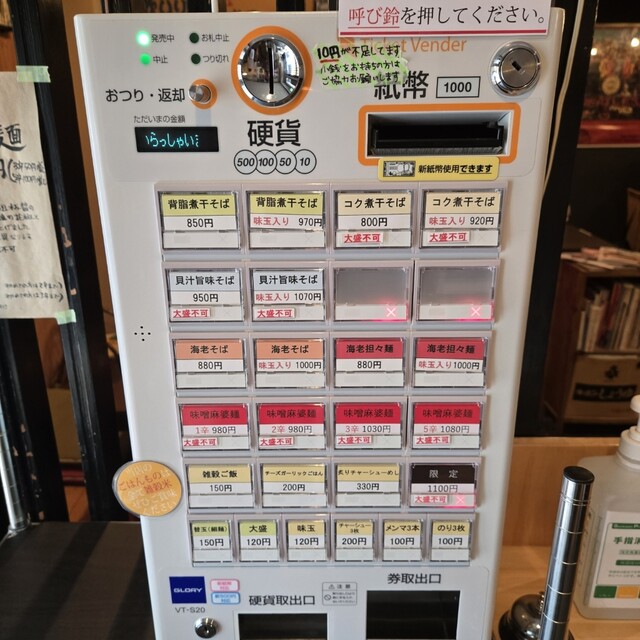 呼び鈴を押してください。
発売中
お札中止
中止
つり切れ
10円が不足してます
小銭をお持ちの方は
ご協力お願いします
Ticket Vender
おつり・返却
ただいまの金額
いらっしゃいま
硬貨
500 100 50 10
紙幣 1000
新紙幣使用できます
背脂煮干そば 850円
背脂煮干そば 味玉入り 970円
コク煮干そば 800円 大盛不可
コク煮干そば 味玉入り 920円 大盛不可
貝汁旨味そば 950円 大盛不可
貝汁旨味そば 味玉入り 1070円 大盛不可
海老そば 880円
海老そば 味玉入り 1000円
海老担々麺 880円
海老担々麺 味玉入り 1000円
味噌麻婆麺 1辛 980円 大盛不可
味噌麻婆麺 2辛 980円 大盛不可
味噌麻婆麺 3辛 1030円 大盛不可
味噌麻婆麺 5辛 1080円 大盛不可
雑穀ご飯 150円
チーズガーリックごはん 200円
炙りチャーシューめし 330円
限定 1100円 大盛不可
替玉(細麺) 150円
大盛 120円
味玉 120円
チャーシュー3枚 200円
メンマ3本 100円
のり3枚 100円
ごはんもの
雑穀米
GLORY
VT-S20
硬貨取出口
注意
券取出口
手指消
麺